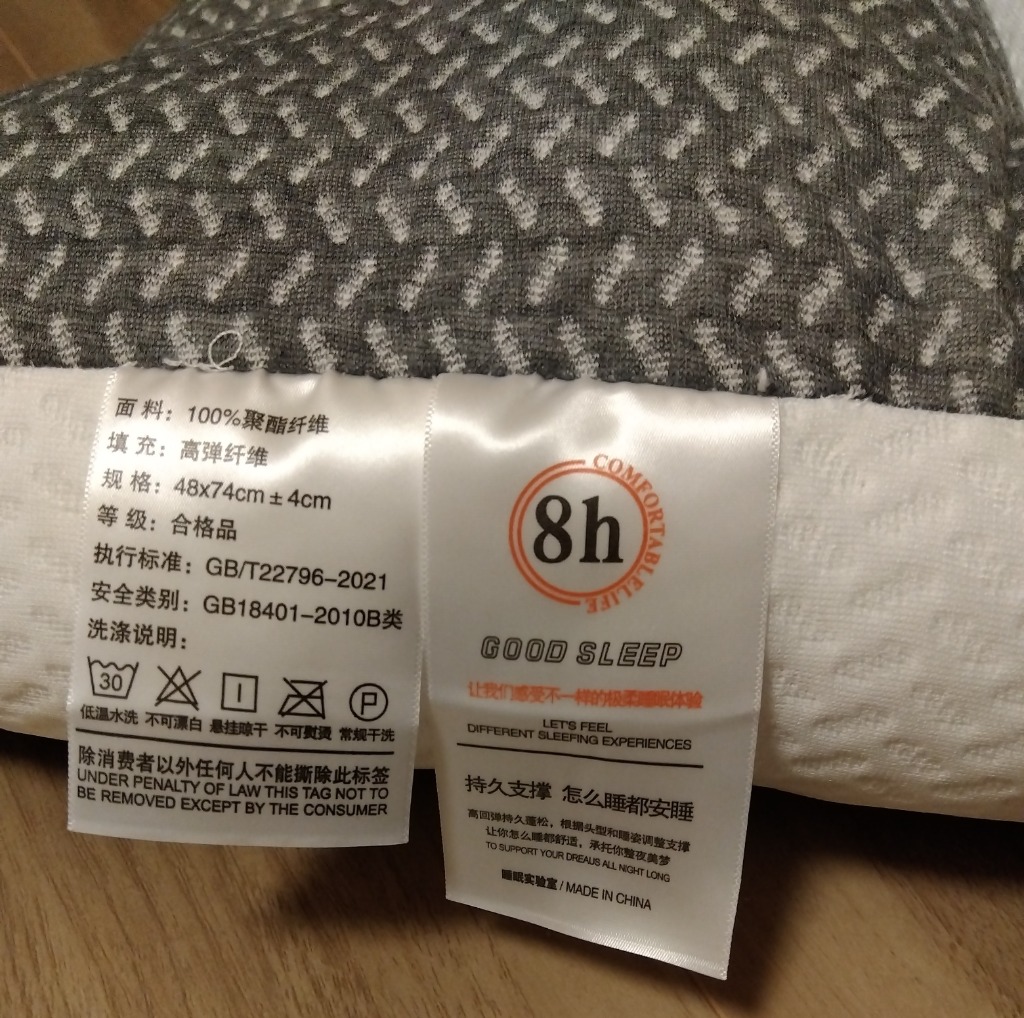 面 料：100%聚酯纤维
填 充：高弹纤维
规 格：48x74cm±4cm
等 级：合格品
执行标准：GB/T22796-2021
安全类别：GB18401-2010B类
洗涤说明：
30 P
低温水洗 不可漂白 悬挂晾干 不可熨烫 常规干洗
除消费者以外任何人不能撕除此标签
UNDER PENALTY OF LAW THIS TAG NOT TO
BE REMOVED EXCEPT BY THE CONSUMER
8h
COMFORTABLELIFE
GOOD SLEEP
让我们感受不一样的极柔睡眠体验
LET'S FEEL
DIFFERENT SLEEFING EXPERIENCES
持久支撑 怎么睡都安睡
高回弹持久蓬松，根据头型和睡姿调整支撑
让你怎么睡都舒适，承托你整夜美梦
TO SUPPORT YOUR DREAUS ALL NIGHT LONG
睡眠实验室 / MADE IN CHINA